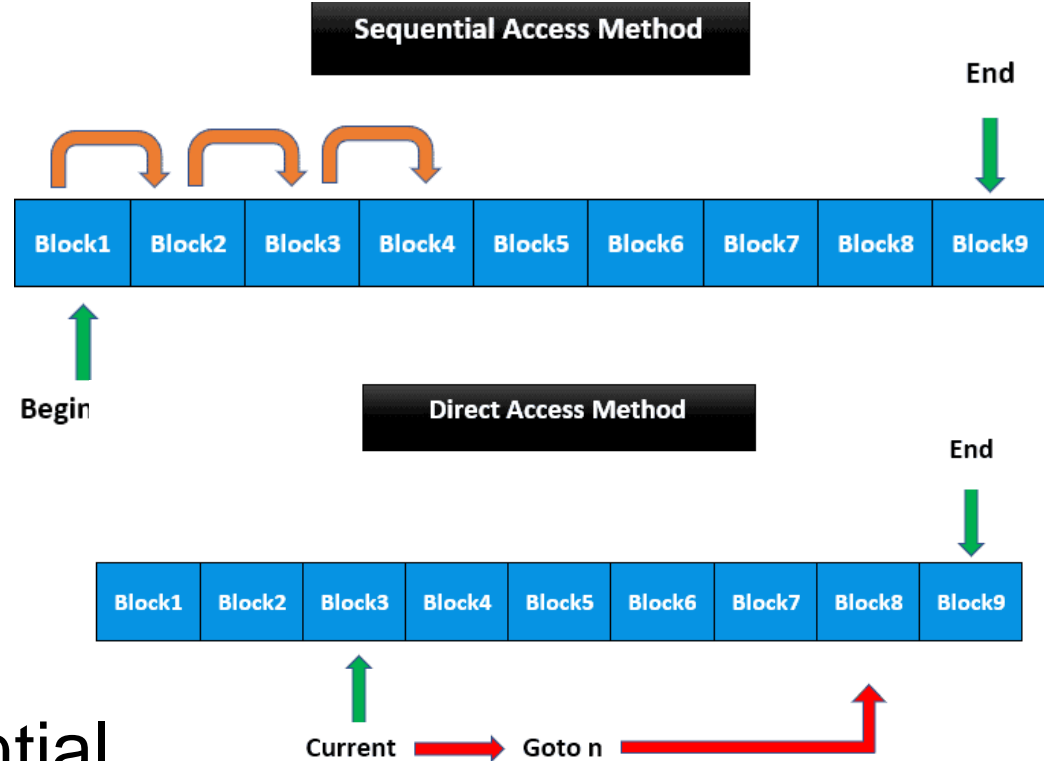 Sequential Access Method
End
Block1 Block2 Block3 Block4 Block5 Block6 Block7 Block8 Block9
Begin
Direct Access Method
End
Block1 Block2 Block3 Block4 Block5 Block6 Block7 Block8 Block9
Current Goto n
ntial